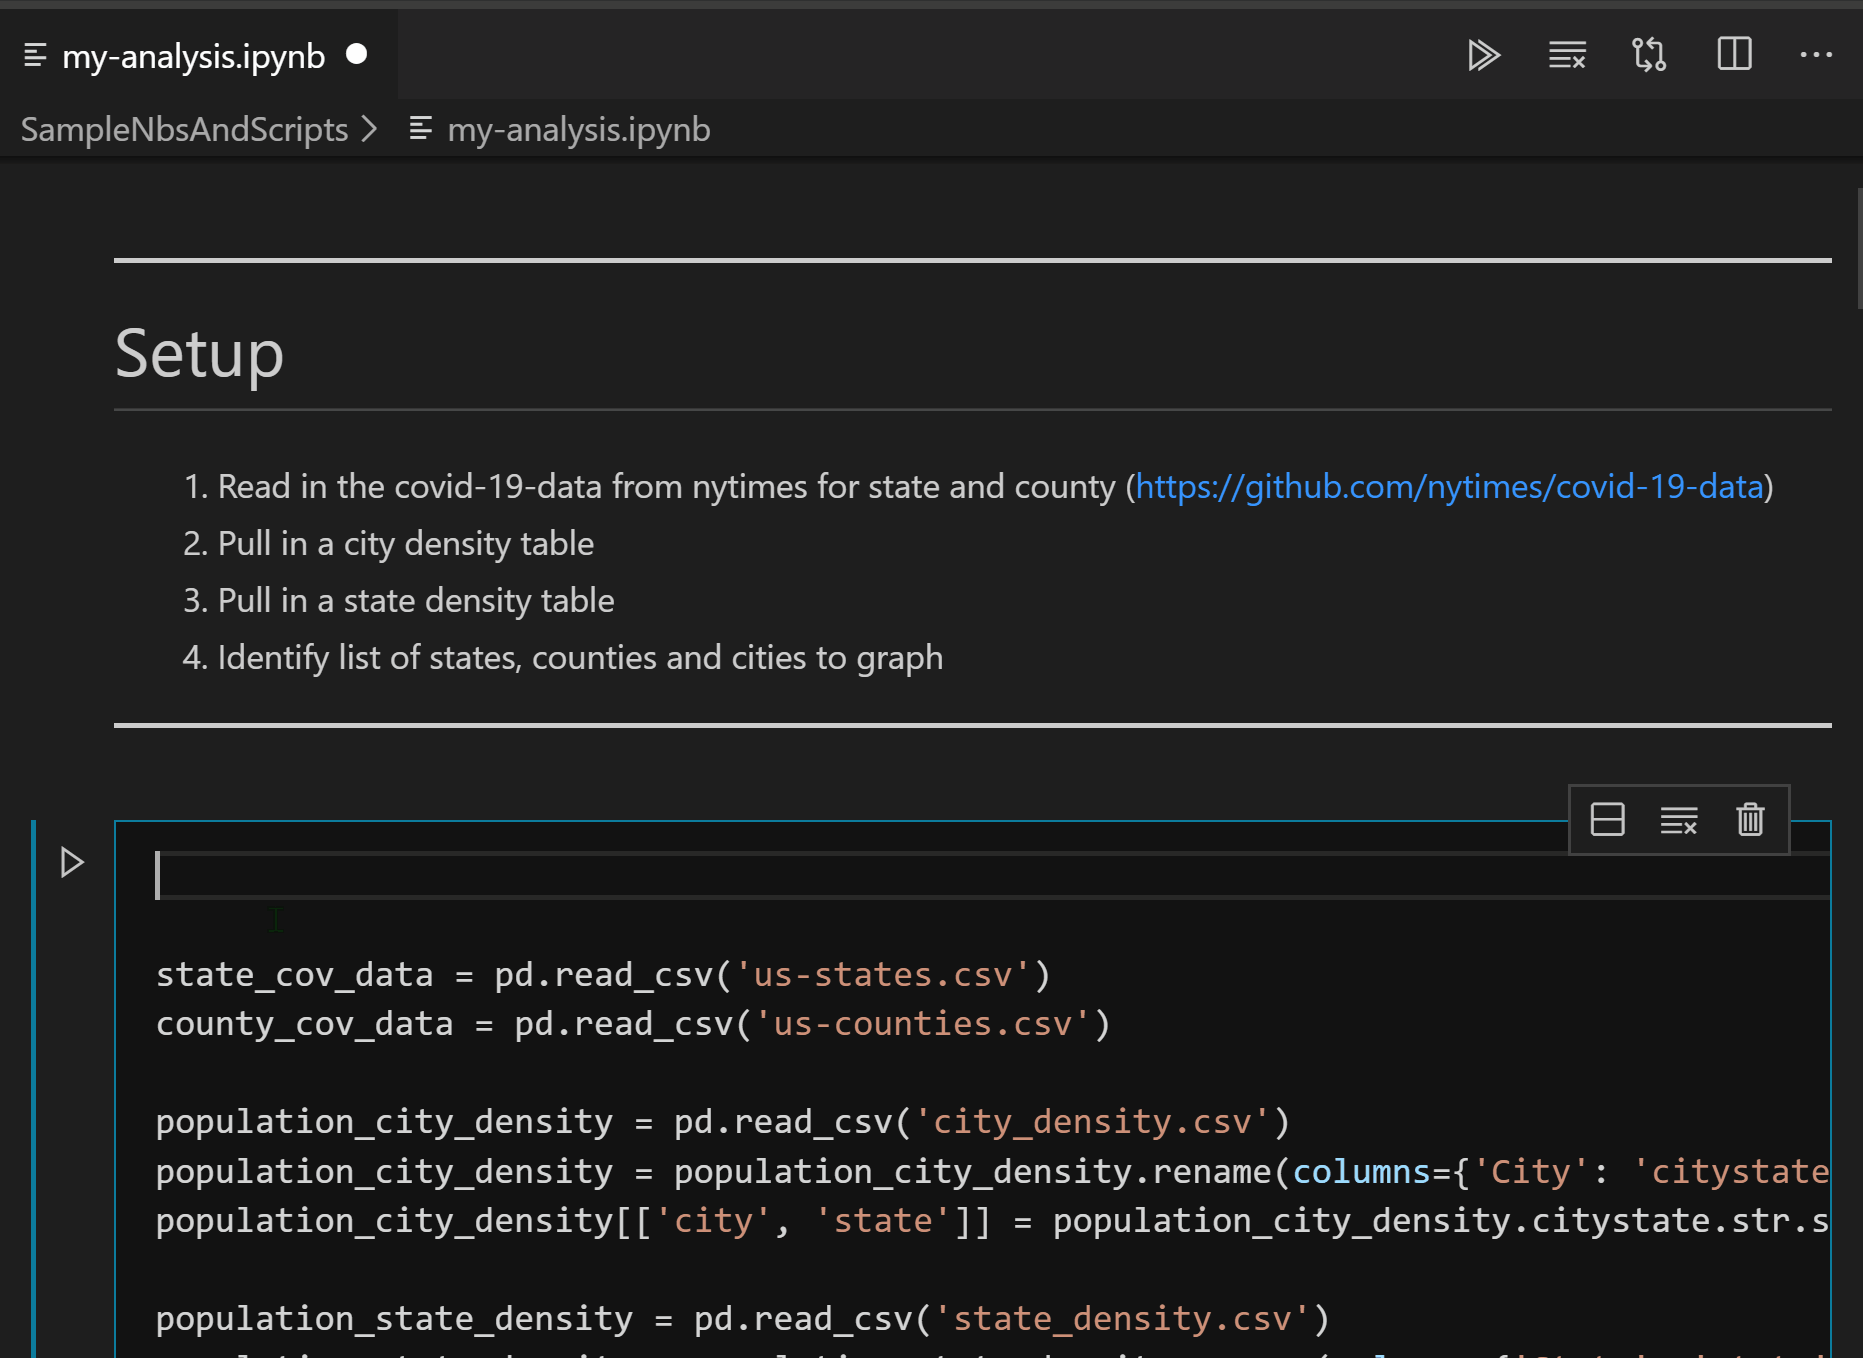 my-analysis.ipynb
SampleNbsAndScripts > my-analysis.ipynb
Setup
1. Read in the covid-19-data from nytimes for state and county (https://github.com/nytimes/covid-19-data)
2. Pull in a city density table
3. Pull in a state density table
4. Identify list of states, counties and cities to graph
state_cov_data = pd.read_csv('us-states.csv')
county_cov_data = pd.read_csv('us-counties.csv')
population_city_density = pd.read_csv('city_density.csv')
population_city_density = population_city_density.rename(columns={'City': 'citystate
population_city_density[['city', 'state']] = population_city_density.citystate.str.s
population_state_density = pd.read_csv('state_density.csv')